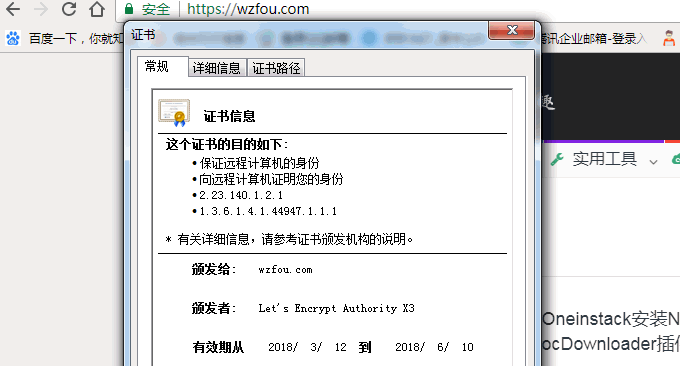 安全 https://wzfou.com
证书
百度一下，你就知
腾讯企业邮箱-登录入
常规 详细信息 证书路径
趣
证书信息
这个证书的目的如下:
•保证远程计算机的身份
•向远程计算机证明您的身份
•2.23.140.1.2.1
•1.3.6.1.4.1.44947.1.1.1
实用工具
* 有关详细信息，请参考证书颁发机构的说明。
颁发给: wzfou.com
颁发者: Let's Encrypt Authority X3
Oneinstack安装N
ocDownloader插件
有效期从 2018/ 3/ 12 到 2018/ 6/ 10